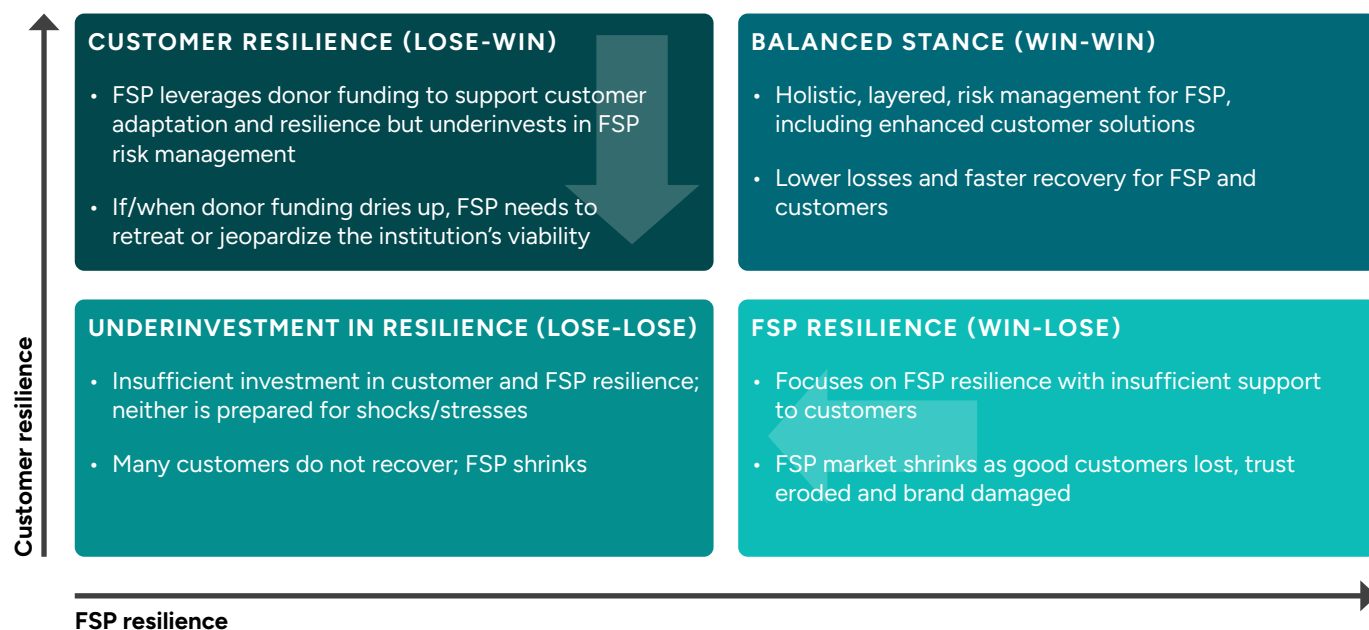 CUSTOMER RESILIENCE (LOSE-WIN)
• FSP leverages donor funding to support customer
adaptation and resilience but underinvests in FSP
risk management
• If/when donor funding dries up, FSP needs to
retreat or jeopardize the institution’s viability
BALANCED STANCE (WIN-WIN)
• Holistic, layered, risk management for FSP,
including enhanced customer solutions
• Lower losses and faster recovery for FSP and
customers
UNDERINVESTMENT IN RESILIENCE (LOSE-LOSE)
• Insufficient investment in customer and FSP resilience;
neither is prepared for shocks/stresses
• Many customers do not recover; FSP shrinks
FSP RESILIENCE (WIN-LOSE)
• Focuses on FSP resilience with insufficient support
to customers
• FSP market shrinks as good customers lost, trust
eroded and brand damaged
Customer resilience
FSP resilience